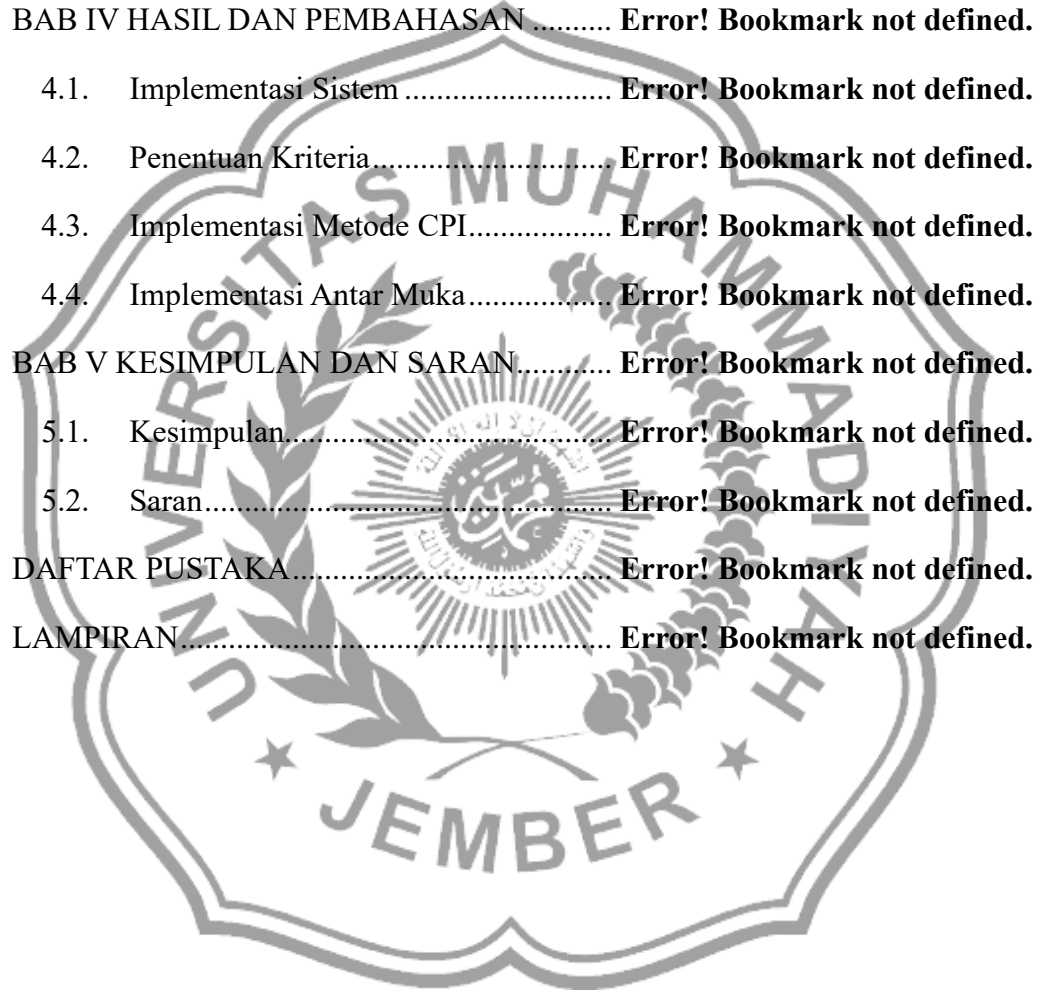 BAB IV HASIL DAN PEMBAHASAN .......... Error! Bookmark not defined.
4.1. Implementasi Sistem .......................... Error! Bookmark not defined.
4.2. Penentuan Kriteria.............................. Error! Bookmark not defined.
4.3. Implementasi Metode CPI.................. Error! Bookmark not defined.
4.4. Implementasi Antar Muka.................. Error! Bookmark not defined.
BAB V KESIMPULAN DAN SARAN............ Error! Bookmark not defined.
5.1. Kesimpulan......................................... Error! Bookmark not defined.
5.2. Saran................................................... Error! Bookmark not defined.
DAFTAR PUSTAKA........................................ Error! Bookmark not defined.
LAMPIRAN...................................................... Error! Bookmark not defined.
UNIVERSITAS MUHAMMADIYAH
JEMBER